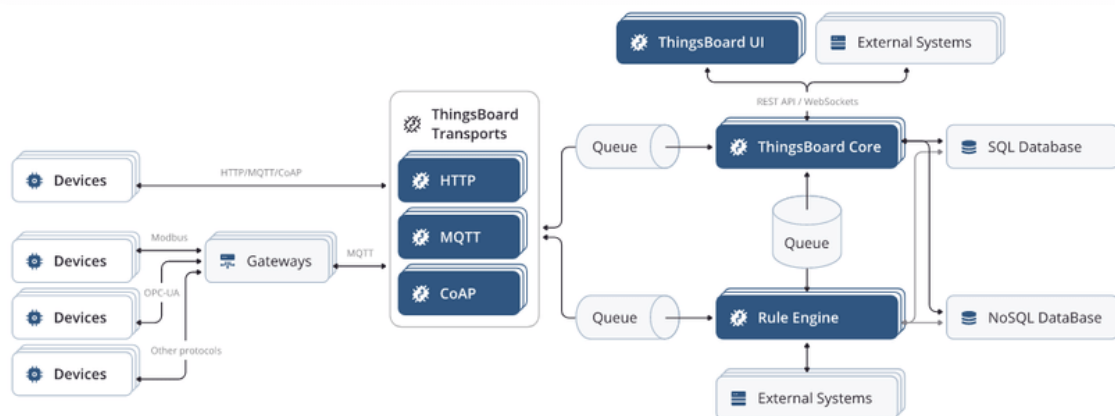 ThingsBoard UI
External Systems
REST API / WebSockets
ThingsBoard
Transports
Queue
ThingsBoard Core
SQL Database
Devices
HTTP/MQTT/CoAP
HTTP
Devices
Modbus
Gateways
MQTT
MQTT
Queue
Devices
OPC-UA
CoAP
Queue
Rule Engine
NoSQL DataBase
Devices
Other protocols
External Systems